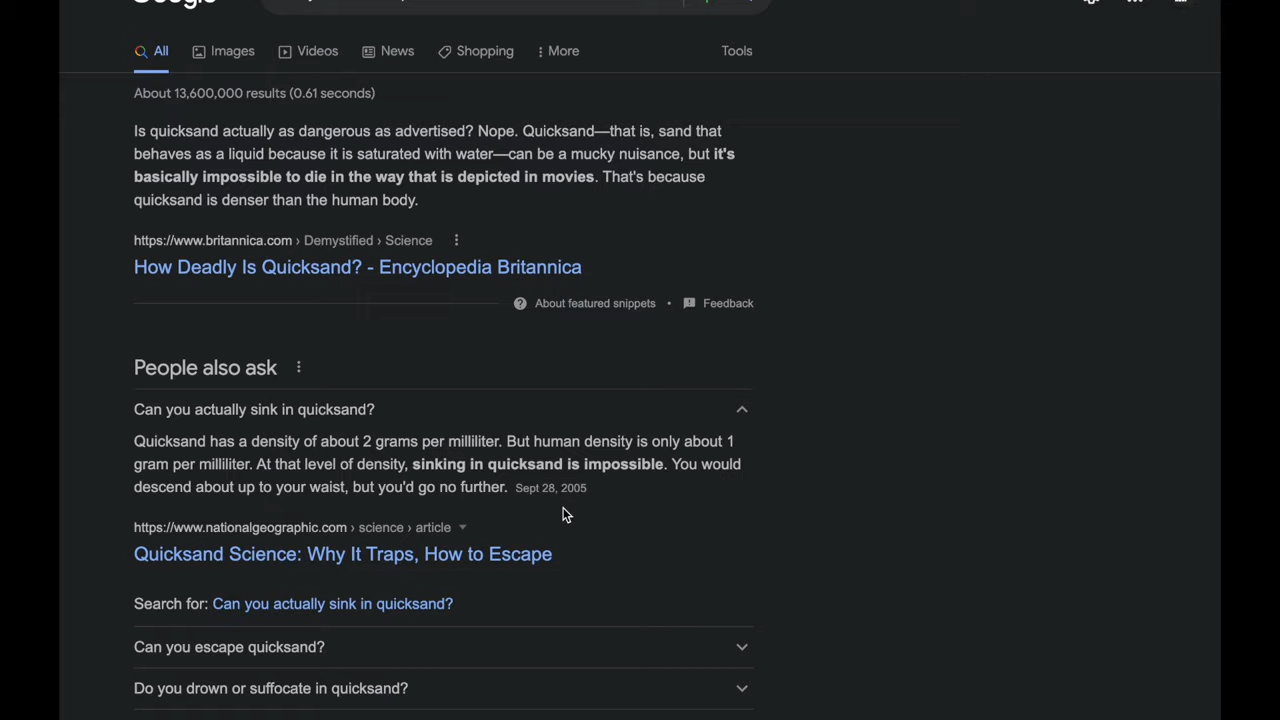 Google
All
Images
Videos
News
Shopping
More
Tools
About 13,600,000 results (0.61 seconds)
Is quicksand actually as dangerous as advertised? Nope. Quicksand—that is, sand that
behaves as a liquid because it is saturated with water—can be a mucky nuisance, but it's
basically impossible to die in the way that is depicted in movies. That's because
quicksand is denser than the human body.
https://www.britannica.com › Demystified › Science
How Deadly Is Quicksand? - Encyclopedia Britannica
About featured snippets • Feedback
People also ask
Can you actually sink in quicksand?
Quicksand has a density of about 2 grams per milliliter. But human density is only about 1
gram per milliliter. At that level of density, sinking in quicksand is impossible. You would
descend about up to your waist, but you'd go no further. Sept 28, 2005
https://www.nationalgeographic.com › science › article
Quicksand Science: Why It Traps, How to Escape
Search for: Can you actually sink in quicksand?
Can you escape quicksand?
Do you drown or suffocate in quicksand?